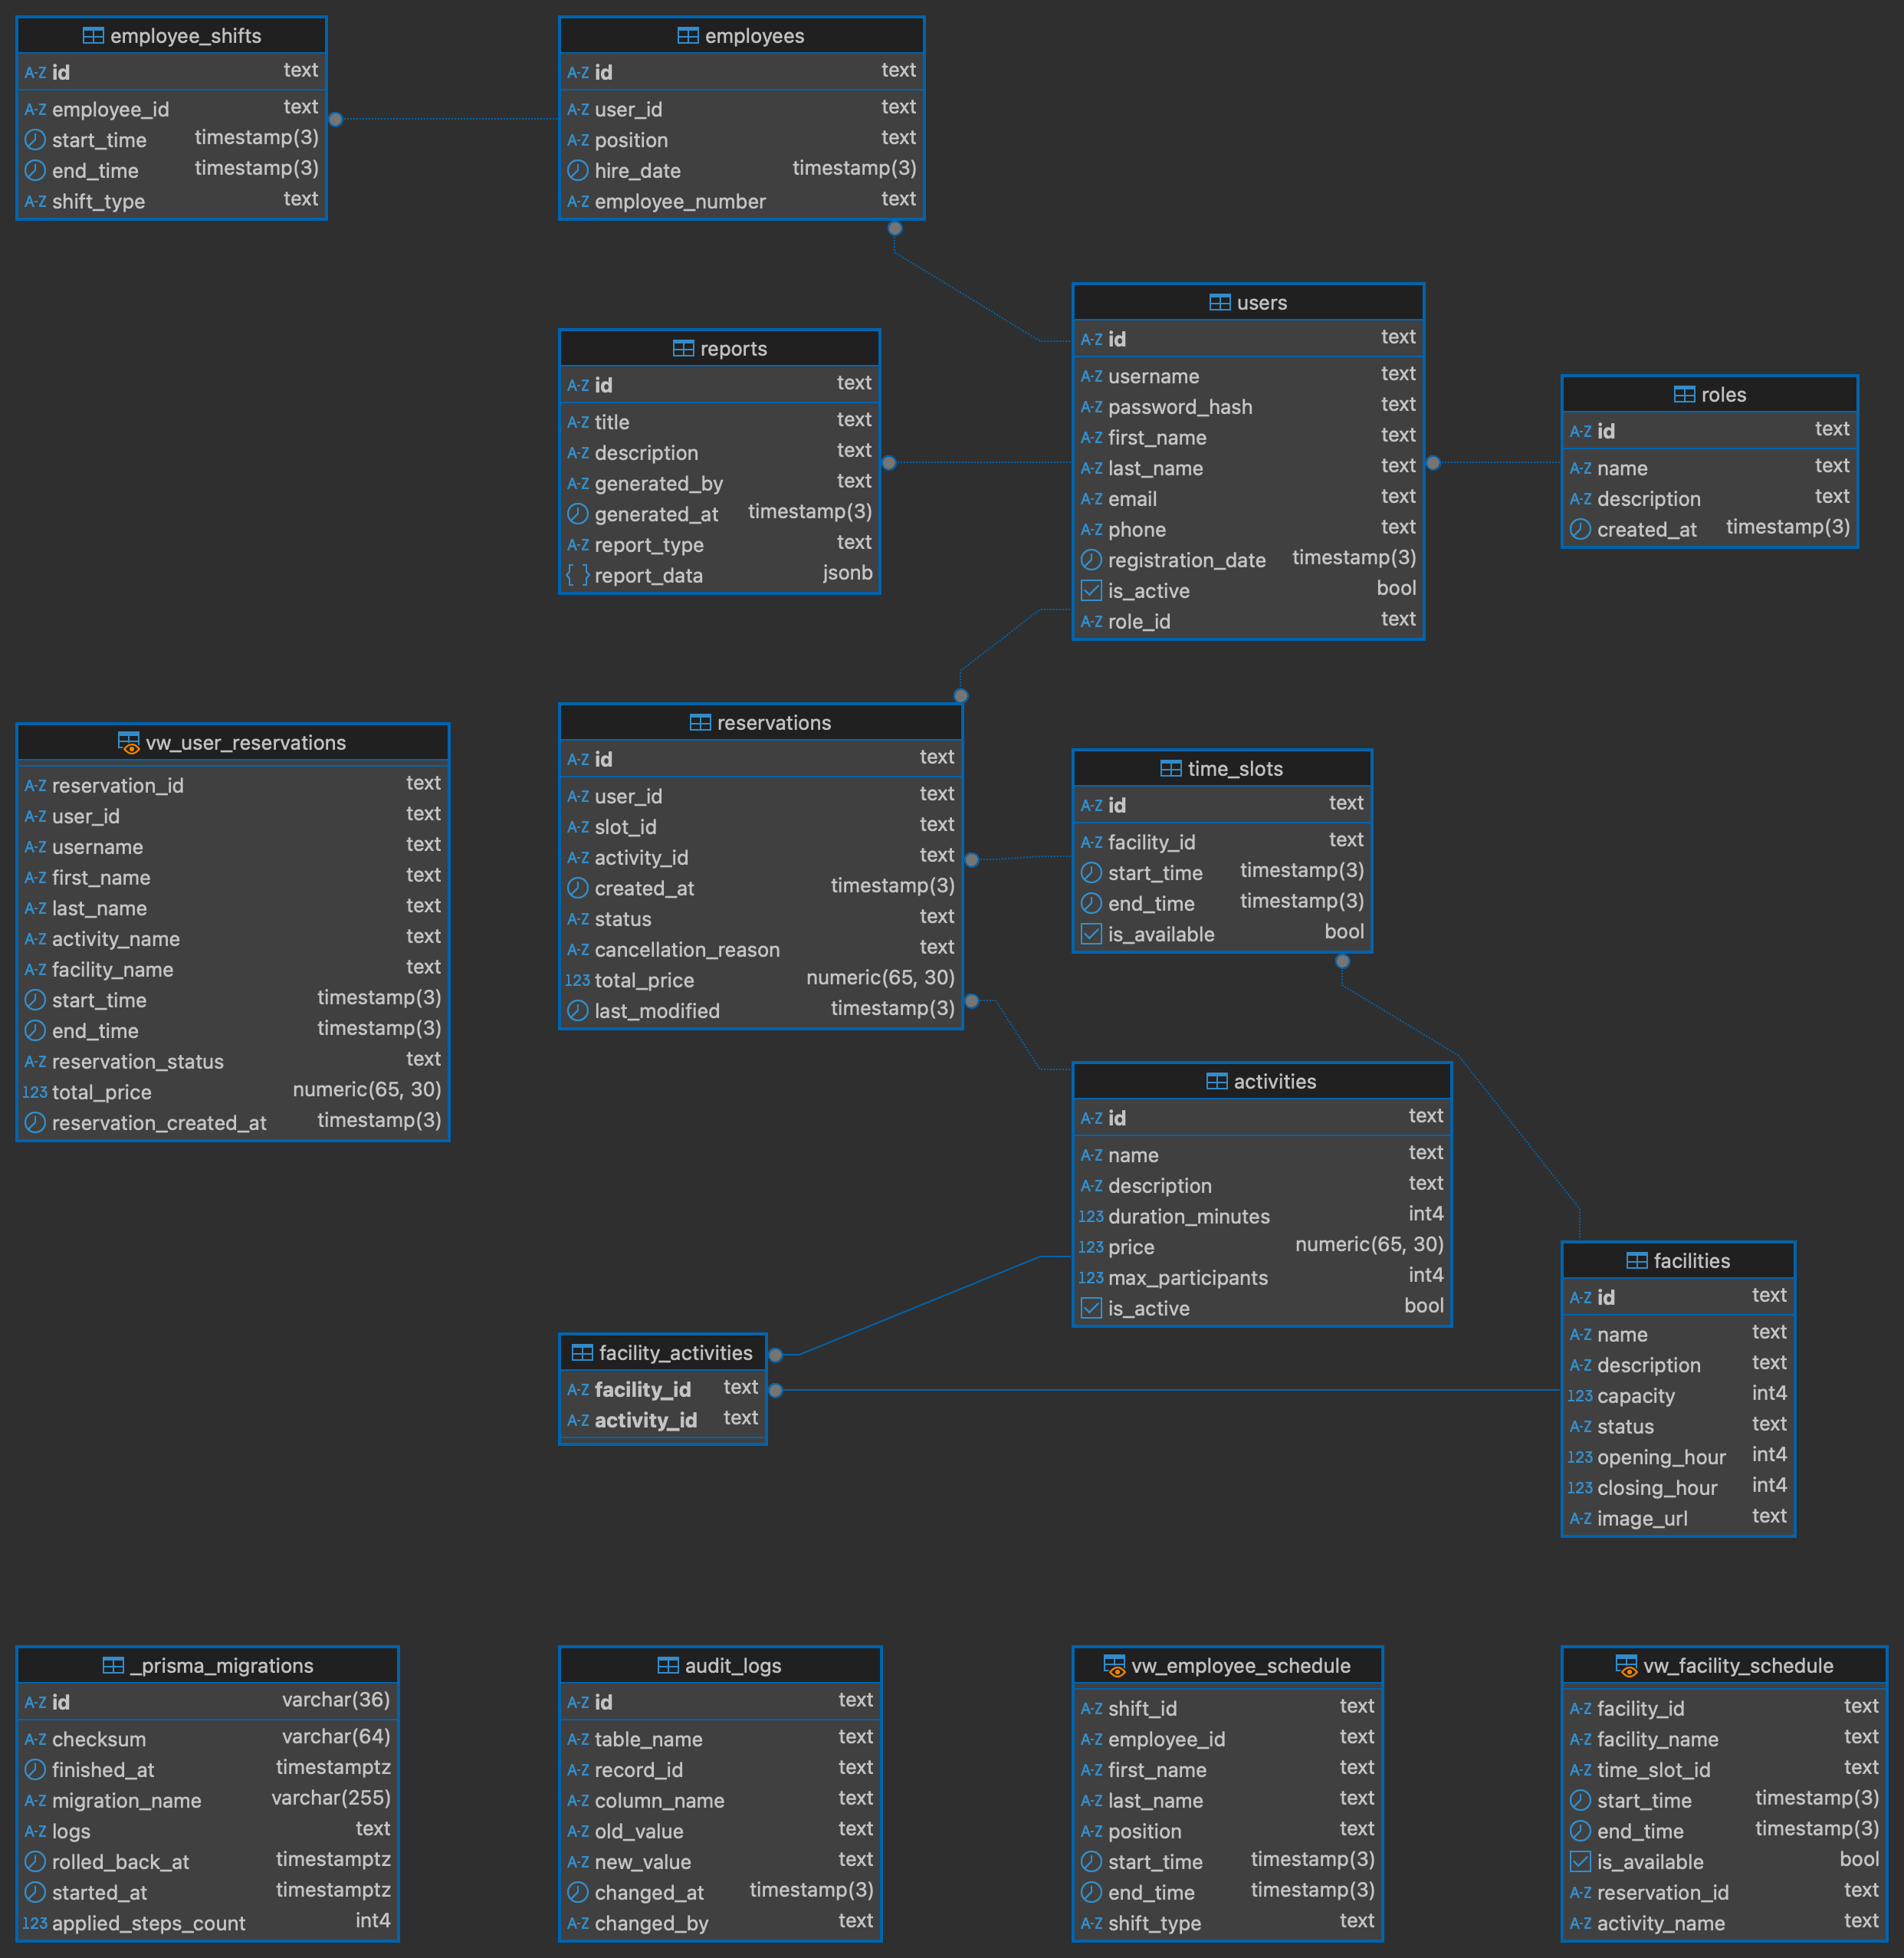 employee_shifts
id text
employee_id text
start_time timestamp(3)
end_time timestamp(3)
shift_type text
employees
id text
user_id text
position text
hire_date timestamp(3)
employee_number text
users
id text
username text
password_hash text
first_name text
last_name text
email text
phone text
registration_date timestamp(3)
is_active bool
role_id text
reports
id text
title text
description text
generated_by text
generated_at timestamp(3)
report_type text
report_data jsonb
roles
id text
name text
description text
created_at timestamp(3)
vw_user_reservations
reservation_id text
user_id text
username text
first_name text
last_name text
activity_name text
facility_name text
start_time timestamp(3)
end_time timestamp(3)
reservation_status text
total_price numeric(65, 30)
reservation_created_at timestamp(3)
reservations
id text
user_id text
slot_id text
activity_id text
created_at timestamp(3)
status text
cancellation_reason text
total_price numeric(65, 30)
last_modified timestamp(3)
time_slots
id text
facility_id text
start_time timestamp(3)
end_time timestamp(3)
is_available bool
activities
id text
name text
description text
duration_minutes int4
price numeric(65, 30)
max_participants int4
is_active bool
facilities
id text
name text
description text
capacity int4
status text
opening_hour int4
closing_hour int4
image_url text
facility_activities
facility_id text
activity_id text
_prisma_migrations
id varchar(36)
checksum varchar(64)
finished_at timestamptz
migration_name varchar(255)
logs text
rolled_back_at timestamptz
started_at timestamptz
applied_steps_count int4
audit_logs
id text
table_name text
record_id text
column_name text
old_value text
new_value text
changed_at timestamp(3)
changed_by text
vw_employee_schedule
shift_id text
employee_id text
first_name text
last_name text
position text
start_time timestamp(3)
end_time timestamp(3)
shift_type text
vw_facility_schedule
facility_id text
facility_name text
time_slot_id text
start_time timestamp(3)
end_time timestamp(3)
is_available bool
reservation_id text
activity_name text